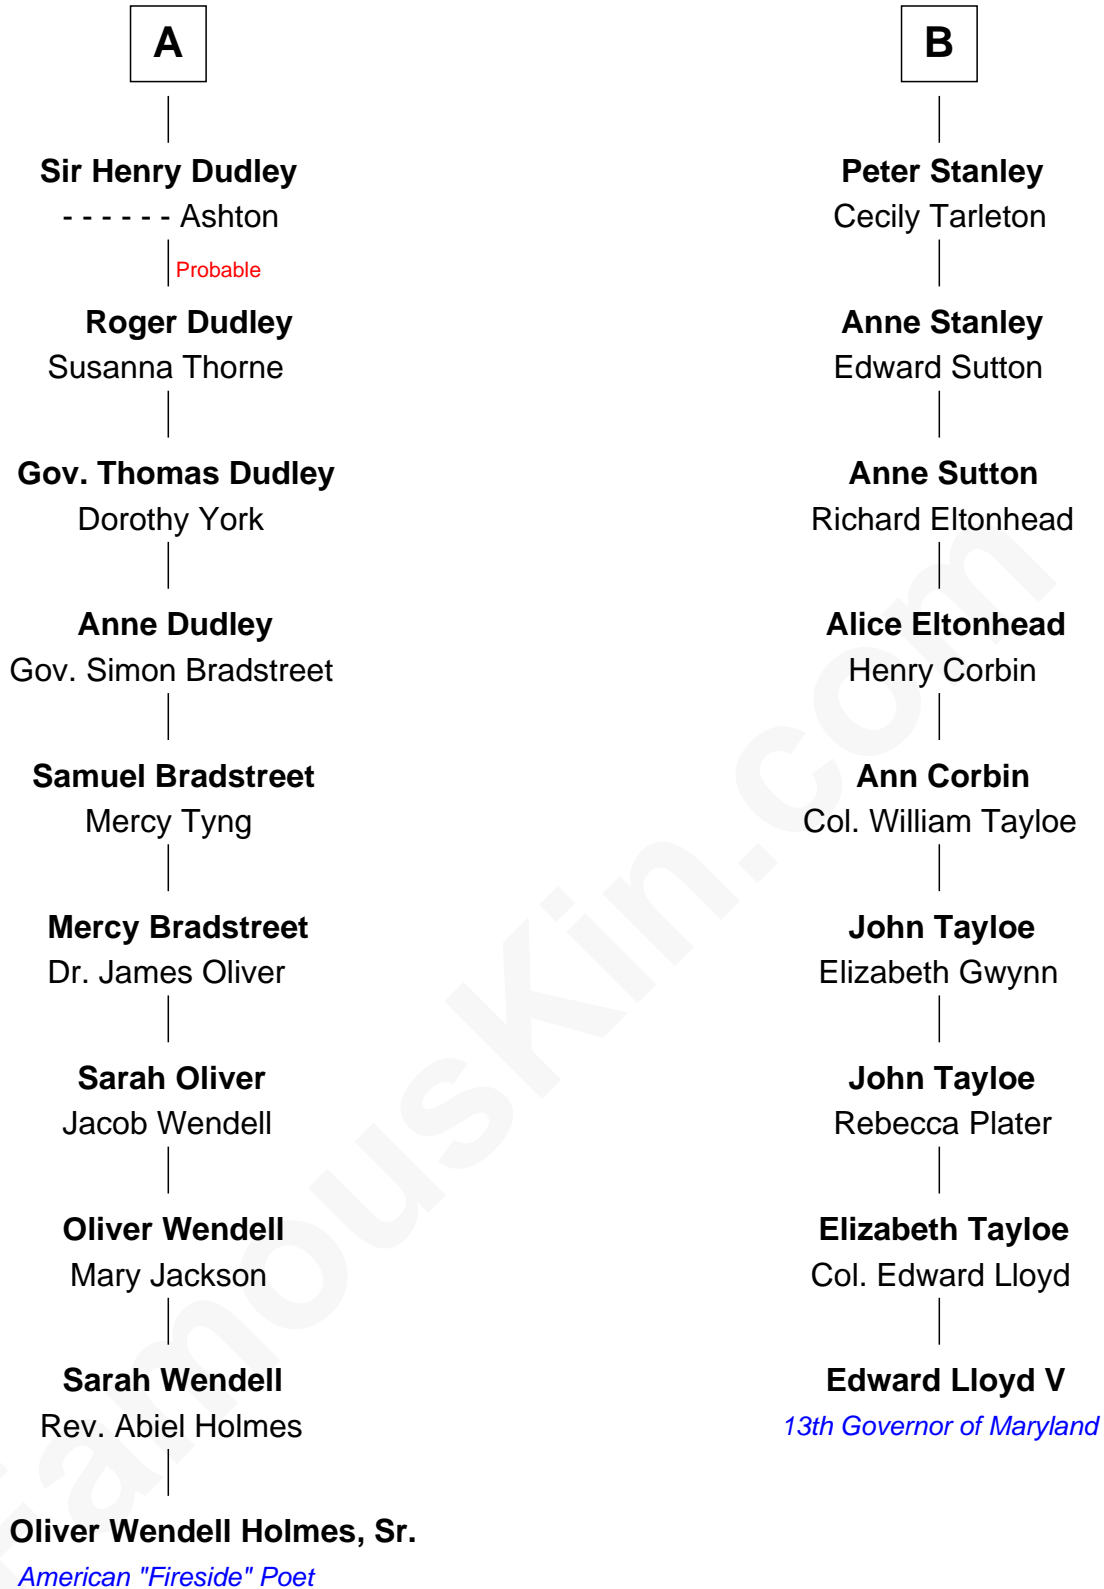 A
Sir Henry Dudley
- - - - - - Ashton
Probable
Roger Dudley
Susanna Thorne
Gov. Thomas Dudley
Dorothy York
Anne Dudley
Gov. Simon Bradstreet
Samuel Bradstreet
Mercy Tyng
Mercy Bradstreet
Dr. James Oliver
Sarah Oliver
Jacob Wendell
Oliver Wendell
Mary Jackson
Sarah Wendell
Rev. Abiel Holmes
Oliver Wendell Holmes, Sr.
American "Fireside" Poet
B
Peter Stanley
Cecily Tarleton
Anne Stanley
Edward Sutton
Anne Sutton
Richard Eltonhead
Alice Eltonhead
Henry Corbin
Ann Corbin
Col. William Tayloe
John Tayloe
Elizabeth Gwynn
John Tayloe
Rebecca Plater
Elizabeth Tayloe
Col. Edward Lloyd
Edward Lloyd V
13th Governor of Maryland
FamousKin.com